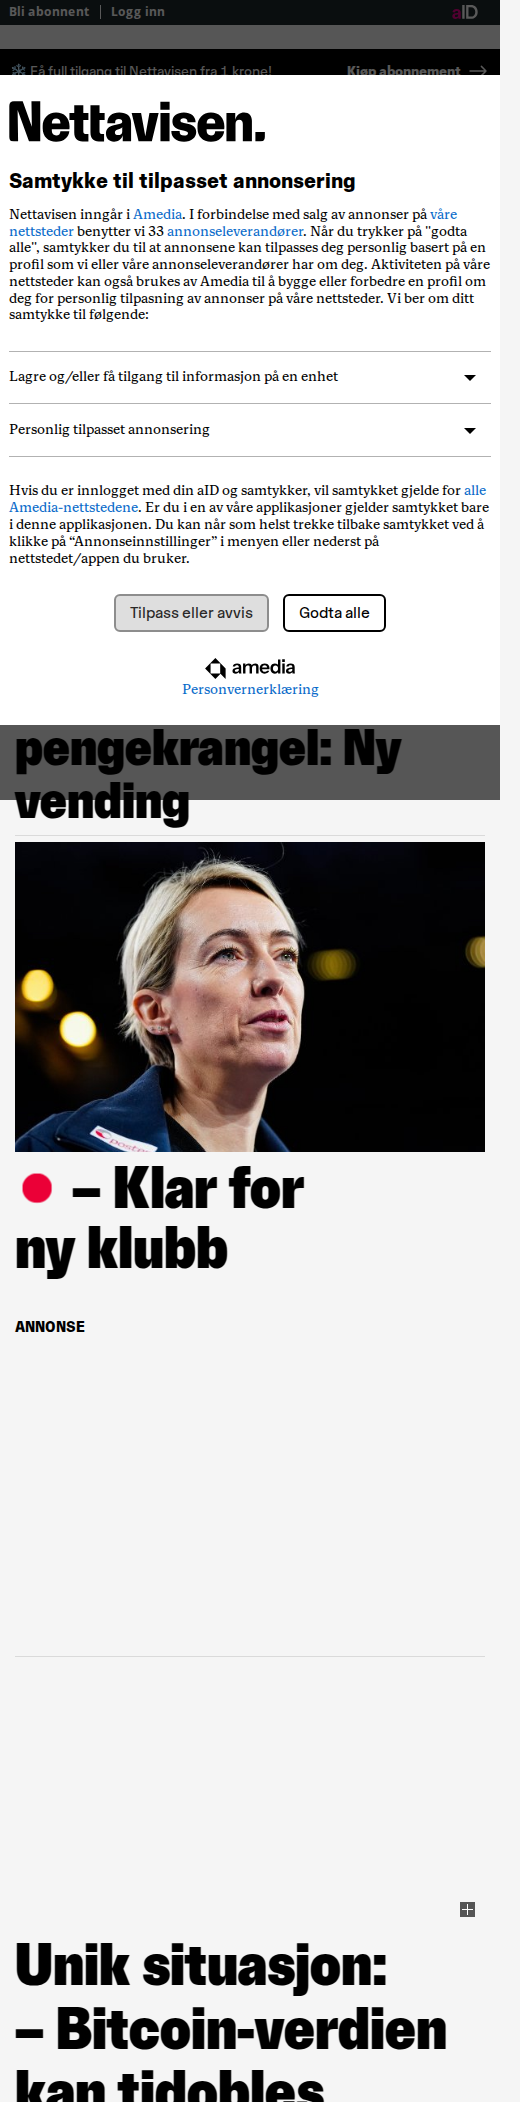 Bli abonnent | Logg inn
aID
Få full tilgang til Nettavisen fra 1 krone!
Kjøp abonnement
Nettavisen.
Samtykke til tilpasset annonsering
Nettavisen inngår i Amedia. I forbindelse med salg av annonser på våre
nettsteder benytter vi 33 annonseleverandører. Når du trykker på "godta
alle", samtykker du til at annonsene kan tilpasses deg personlig basert på en
profil som vi eller våre annonseleverandører har om deg. Aktiviteten på våre
nettsteder kan også brukes av Amedia til å bygge eller forbedre en profil om
deg for personlig tilpasning av annonser på våre nettsteder. Vi ber om ditt
samtykke til følgende:
Lagre og/eller få tilgang til informasjon på en enhet
Personlig tilpasset annonsering
Hvis du er innlogget med din aID og samtykker, vil samtykket gjelde for alle
Amedia-nettstedene. Er du i en av våre applikasjoner gjelder samtykket bare
i denne applikasjonen. Du kan når som helst trekke tilbake samtykket ved å
klikke på “Annonseinnstillinger” i menyen eller nederst på
nettstedet/appen du bruker.
Tilpass eller avvis
Godta alle
amedia
Personvernerklæring
pengekrangel: Ny
vending
posten
– Klar for
ny klubb
ANNONSE
Unik situasjon:
– Bitcoin-verdien
kan tidobles